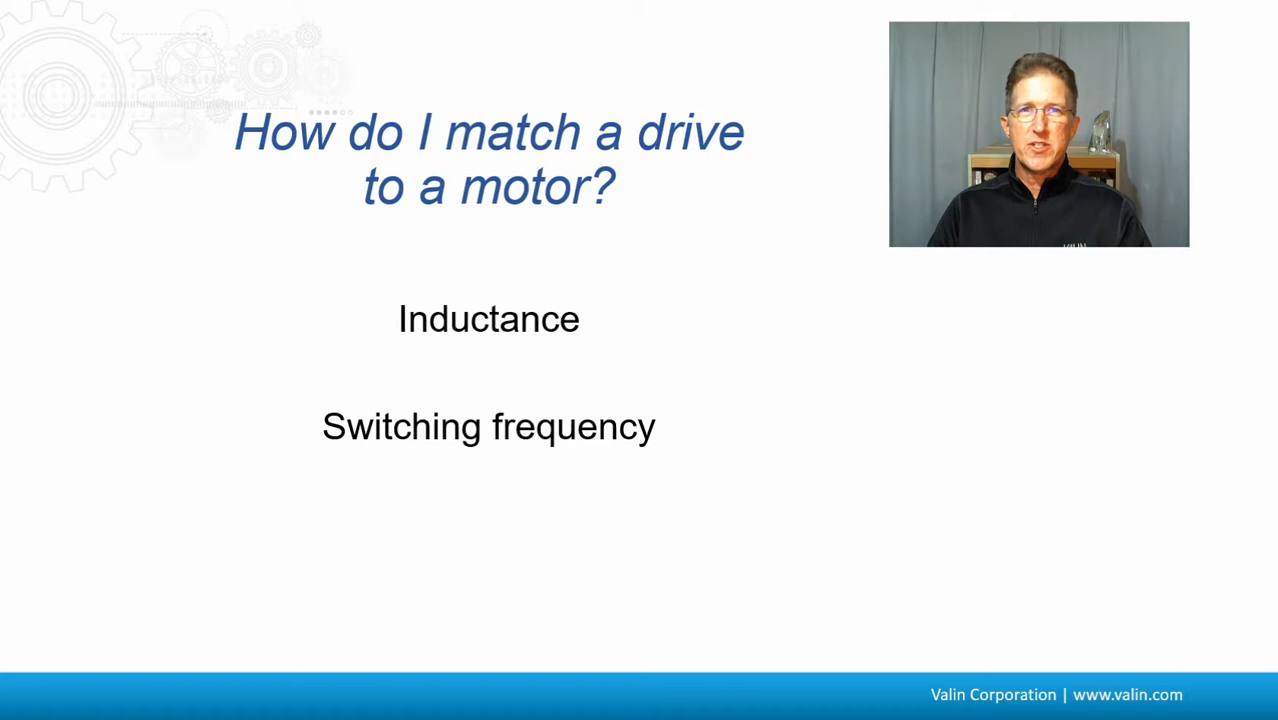 How do I match a drive
to a motor?
Inductance
Switching frequency
Valin Corporation | www.valin.com